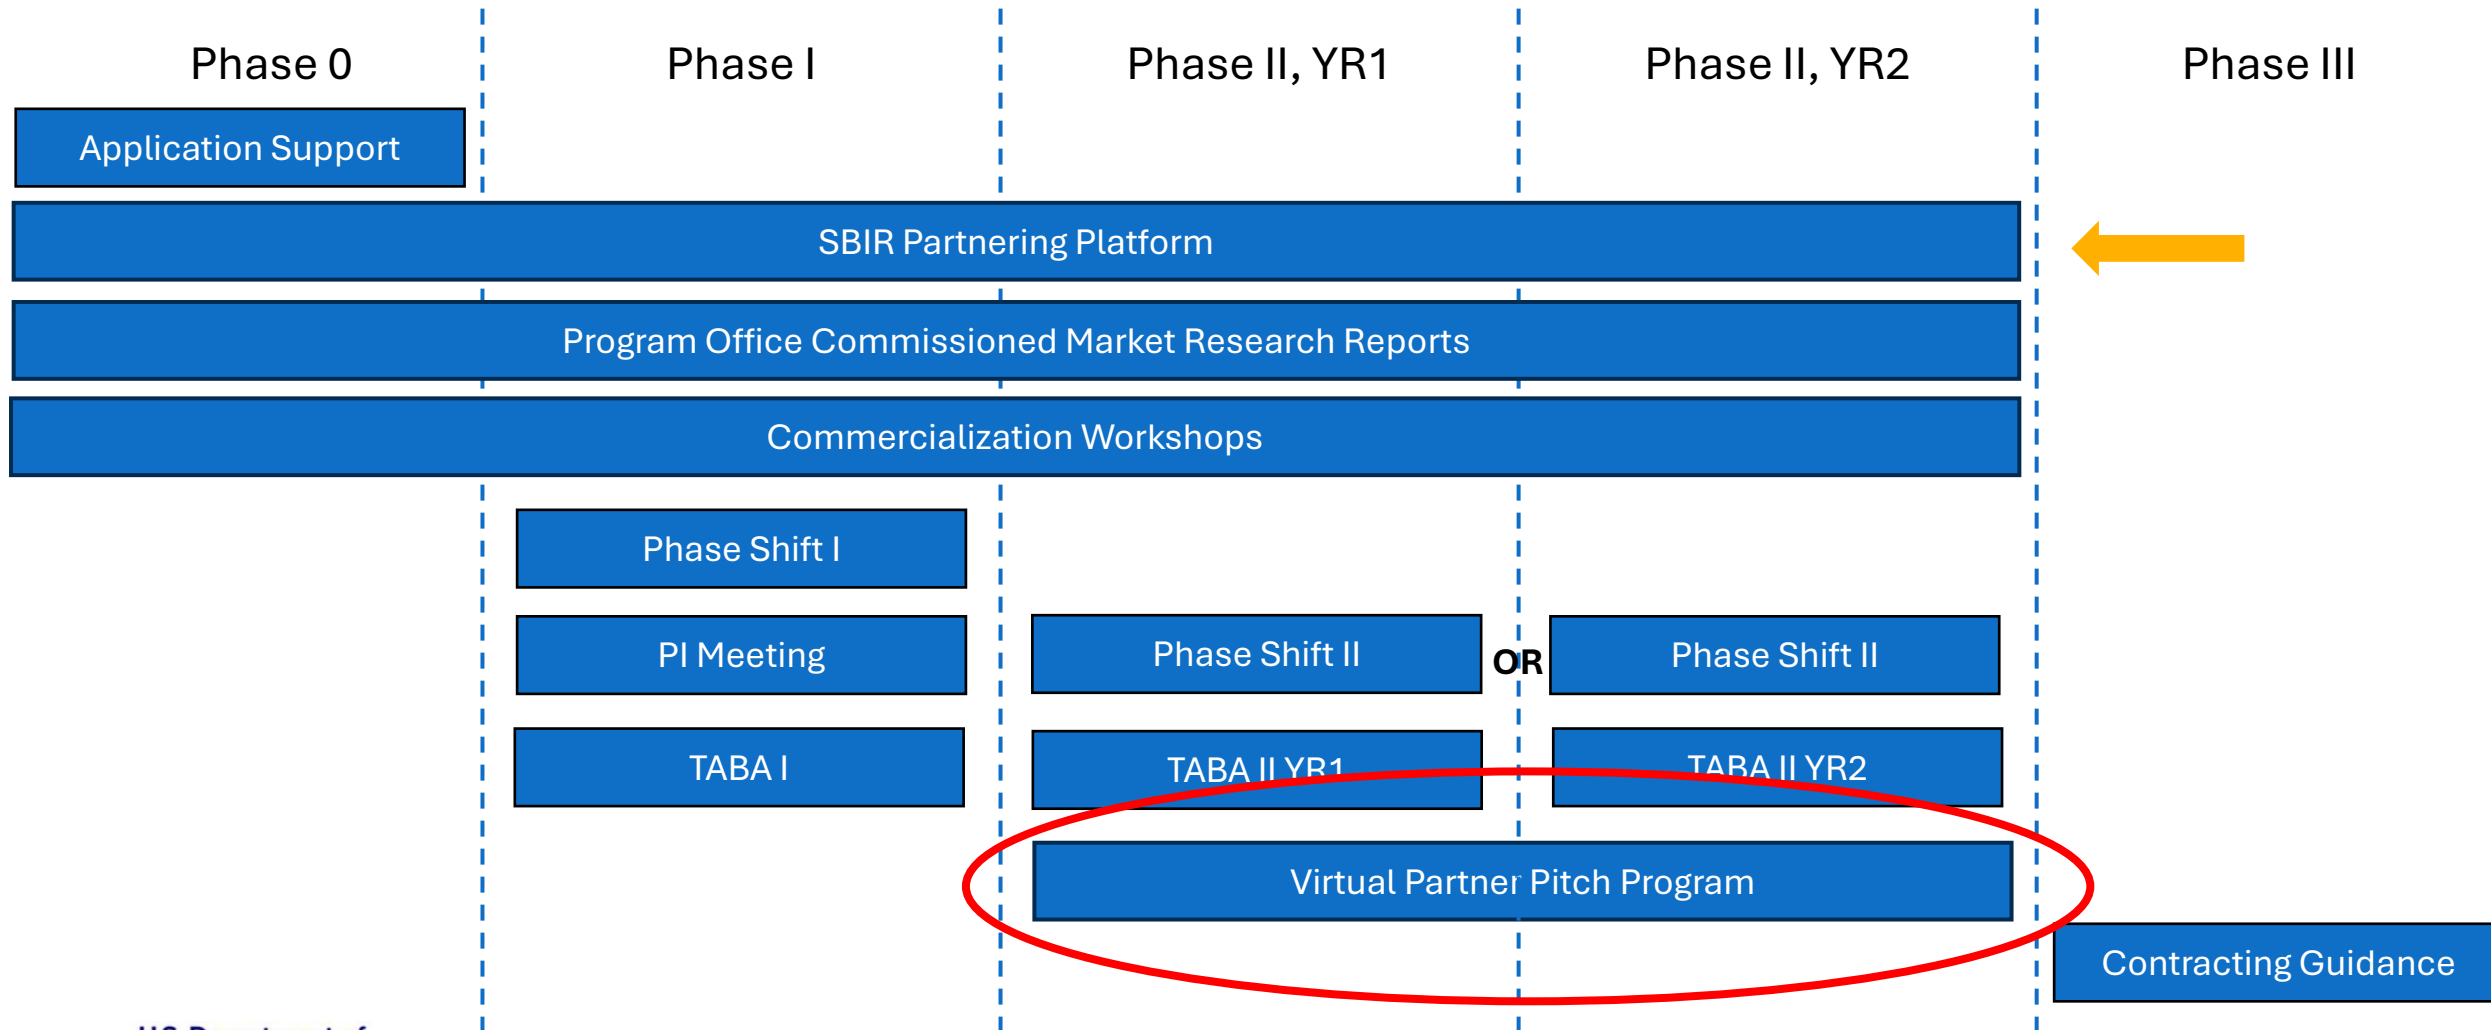 Phase 0
Phase I
Phase II, YR1
Phase II, YR2
Phase III
Application Support
SBIR Partnering Platform
Program Office Commissioned Market Research Reports
Commercialization Workshops
Phase Shift I
PI Meeting
Phase Shift II
OR
Phase Shift II
TABA I
TABA II YR1
TABA II YR2
Virtual Partner Pitch Program
Contracting Guidance